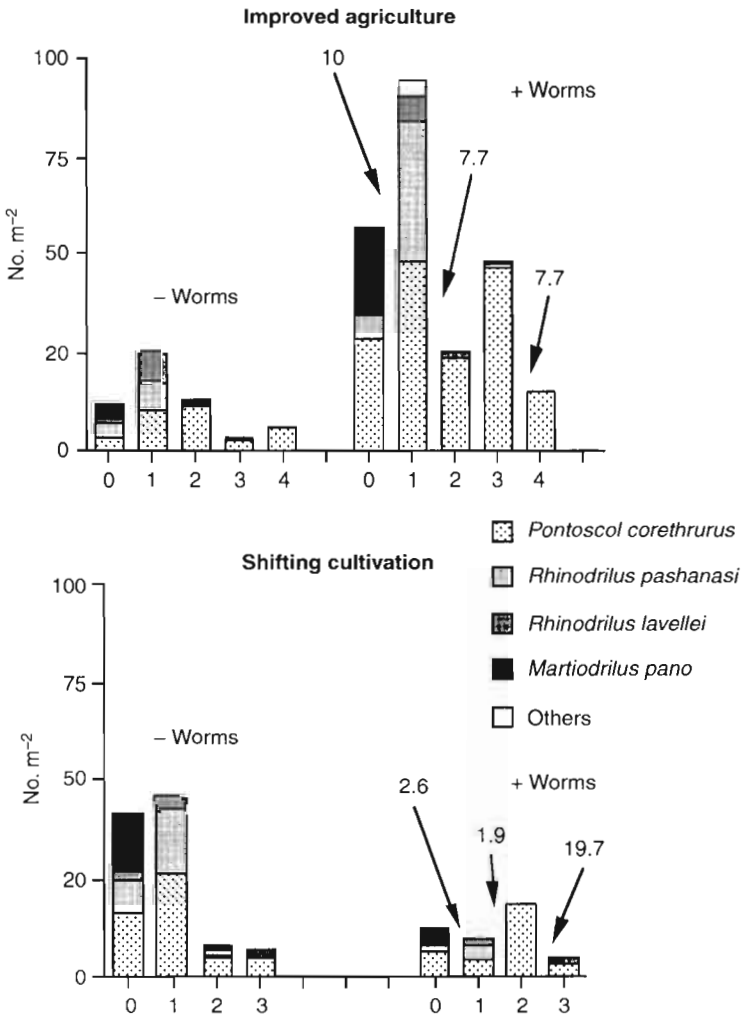 Improved agriculture
100
75
50
20
0
No. m⁻²
– Worms
+ Worms
10
7.7
7.7
0 1 2 3 4
0 1 2 3 4
Pontoscol corethrurus
Rhinodrilus pashanasi
Rhinodrilus lavellei
Martiodrilus pano
Others
Shifting cultivation
100
75
50
20
0
No. m⁻²
– Worms
+ Worms
2.6
1.9
19.7
0 1 2 3
0 1 2 3